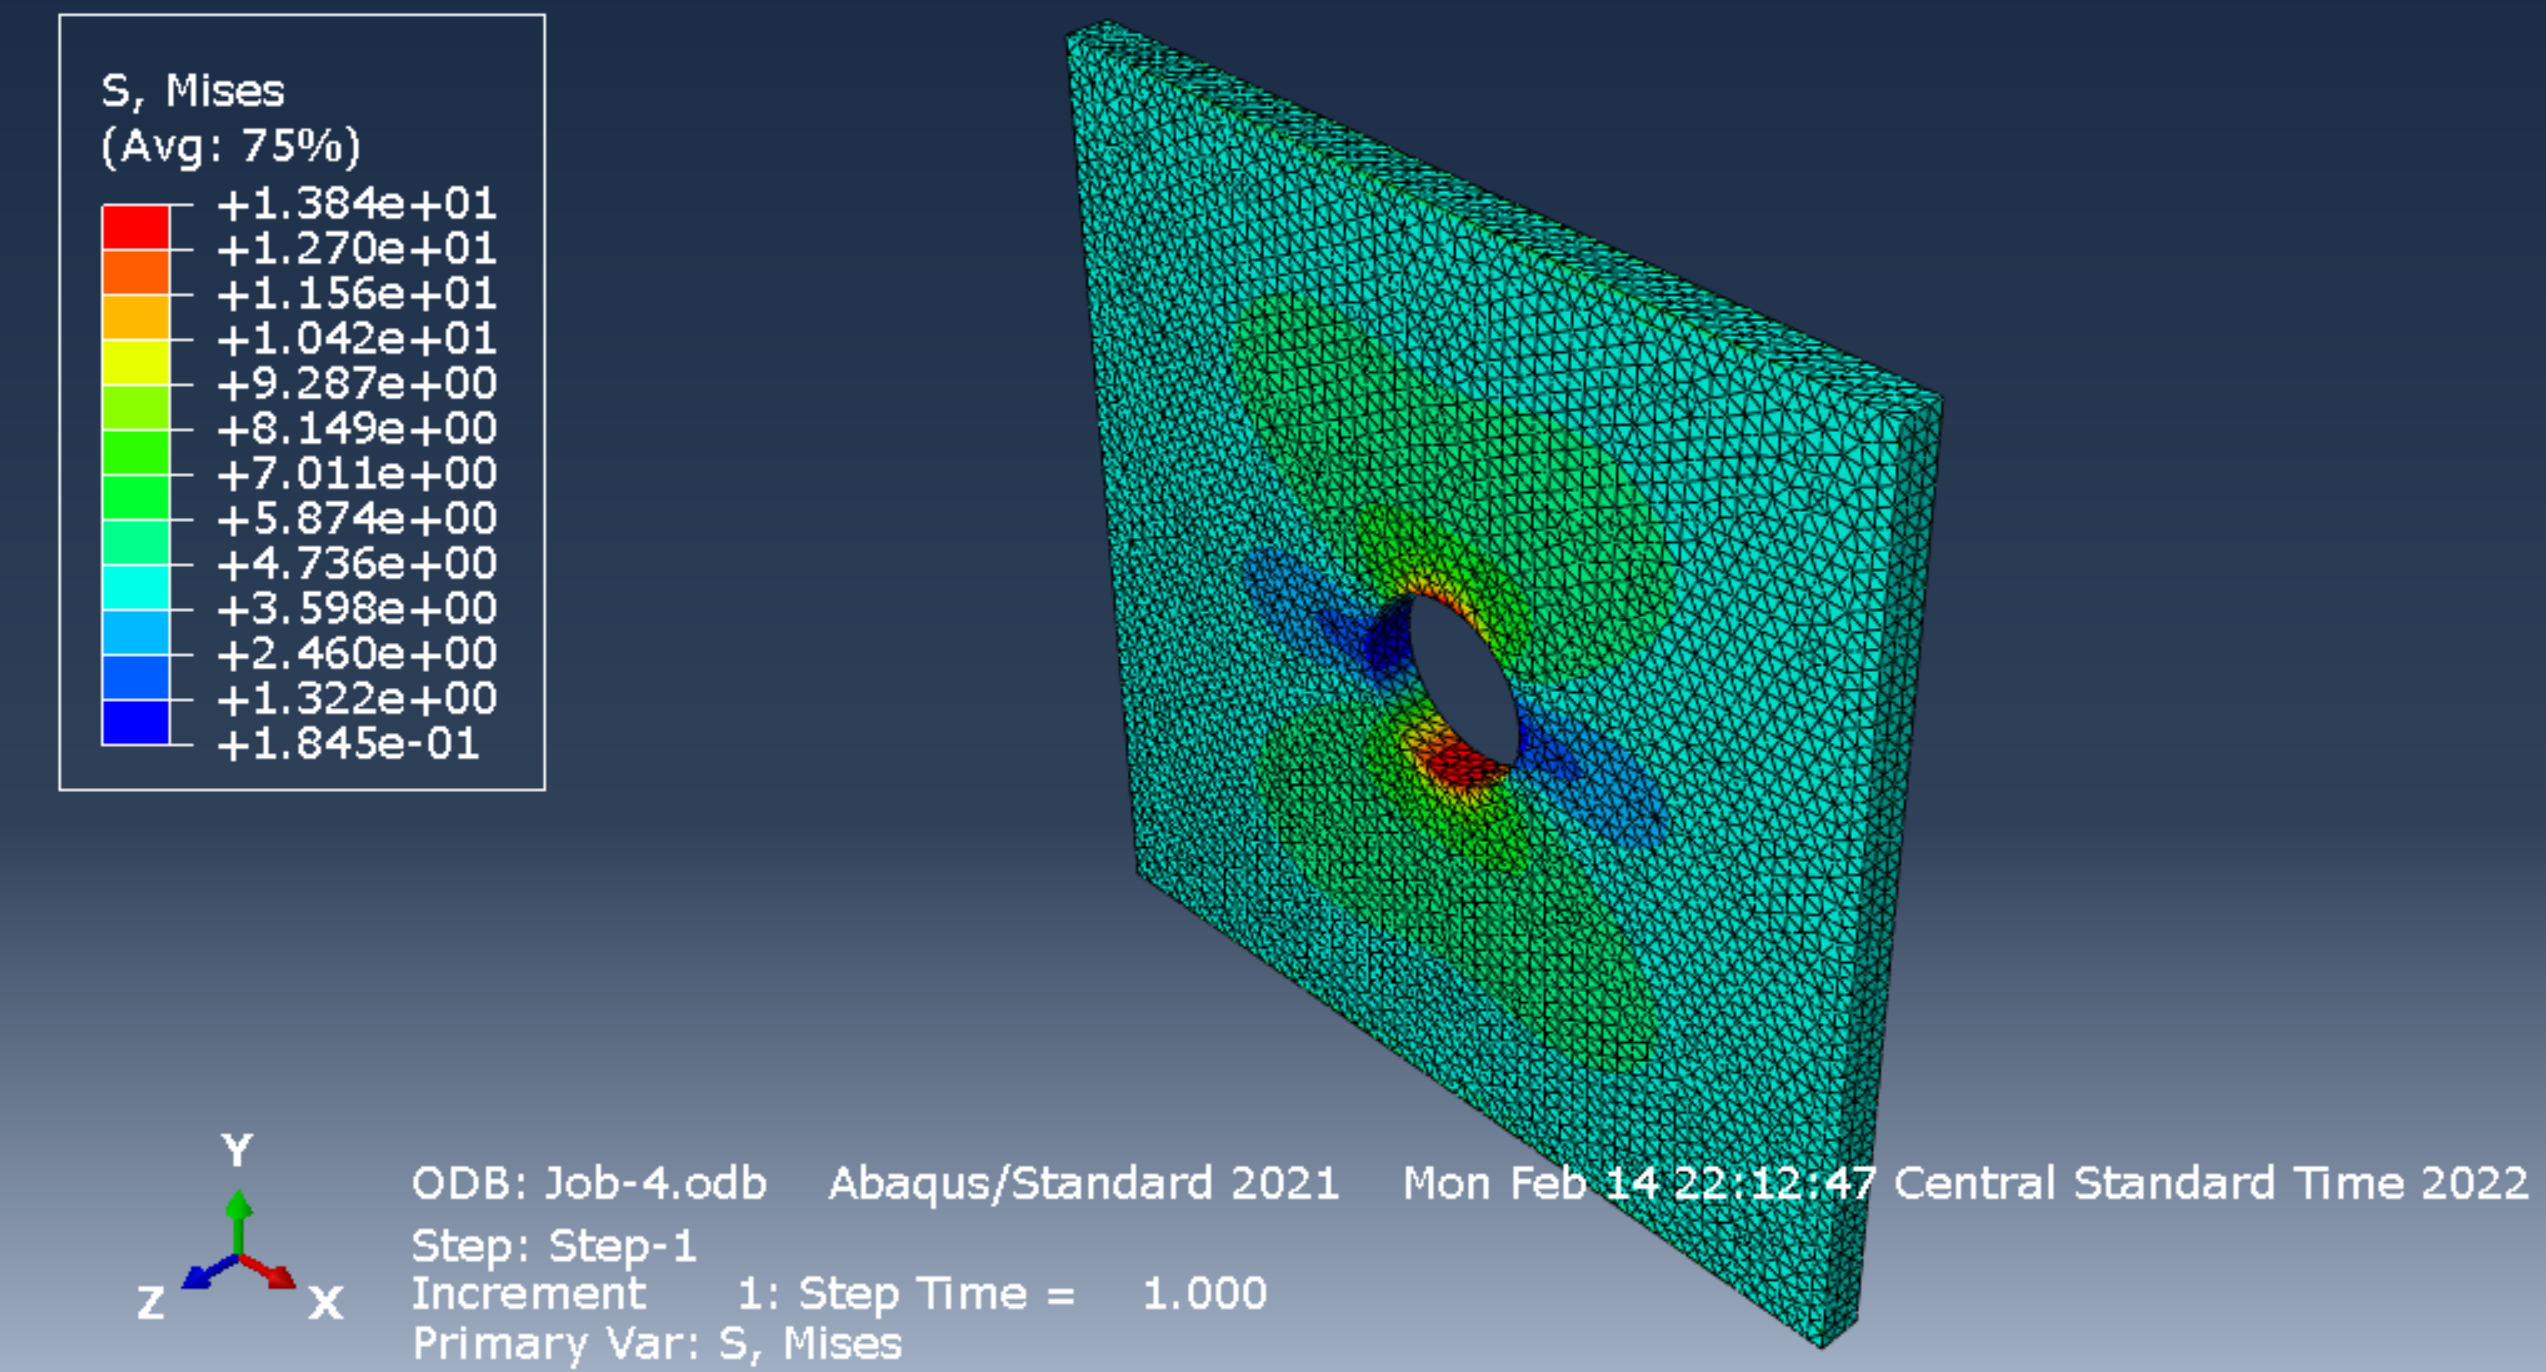 S, Mises
(Avg: 75%)
+1.384e+01
+1.270e+01
+1.156e+01
+1.042e+01
+9.287e+00
+8.149e+00
+7.011e+00
+5.874e+00
+4.736e+00
+3.598e+00
+2.460e+00
+1.322e+00
+1.845e-01
Y
Z
X
ODB: Job-4.odb Abaqus/Standard 2021 Mon Feb 14 22:12:47 Central Standard Time 2022
Step: Step-1
Increment 1: Step Time = 1.000
Primary Var: S, Mises